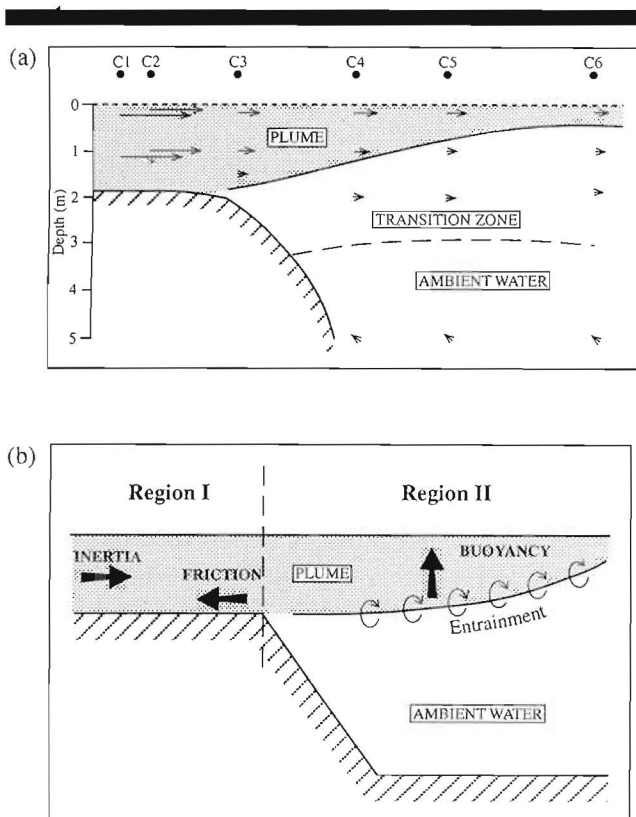 (a)
C1 C2 C3 C4 C5 C6
0
PLUME
1
2
TRANSITION ZONE
Depth (m)
3
AMBIENT WATER
4
5
(b)
Region I Region II
INERTIA
BUOYANCY
FRICTION
PLUME
Entrainment
AMBIENT WATER